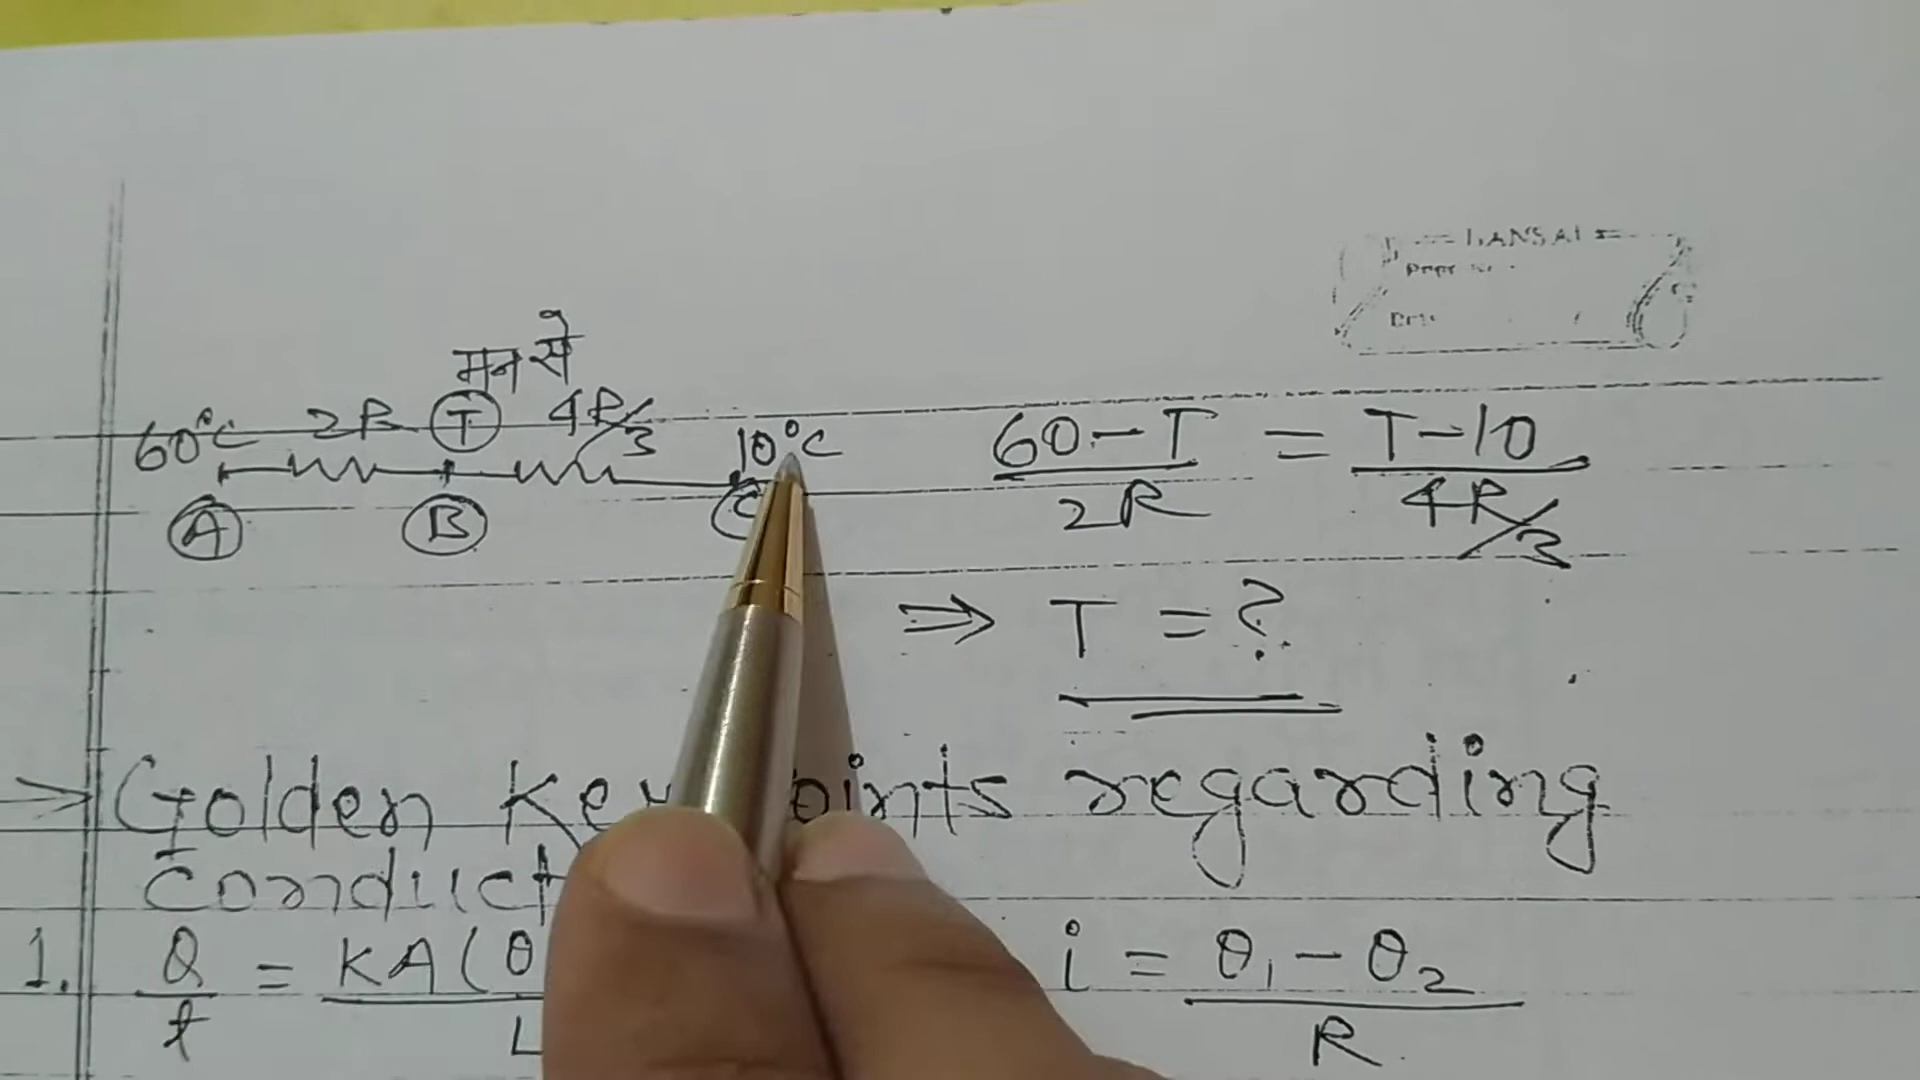 मन से
60°C 2R T 4R/3 10°C
A B C
60-T/2R = T-10/4R/3
⇒ T = ?
→ Golden Key Points regarding
Conduct
1. Q/t = KA(θ L i = θ₁-θ₂/R